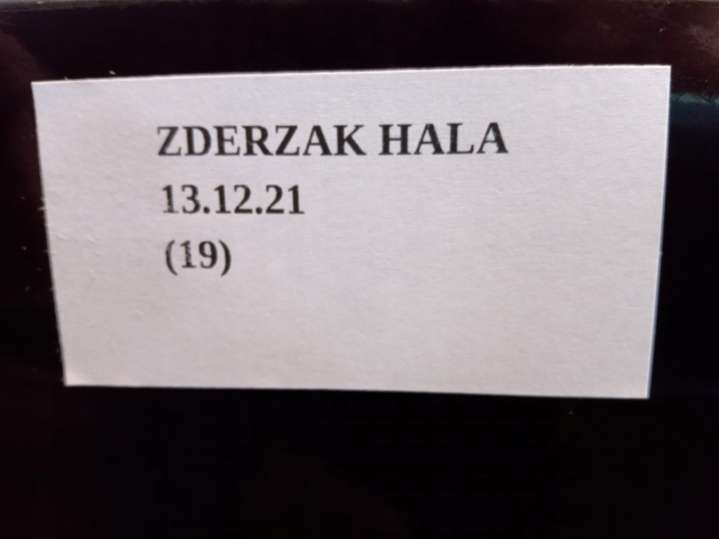 ZDERZAK HALA
13.12.21
(19)